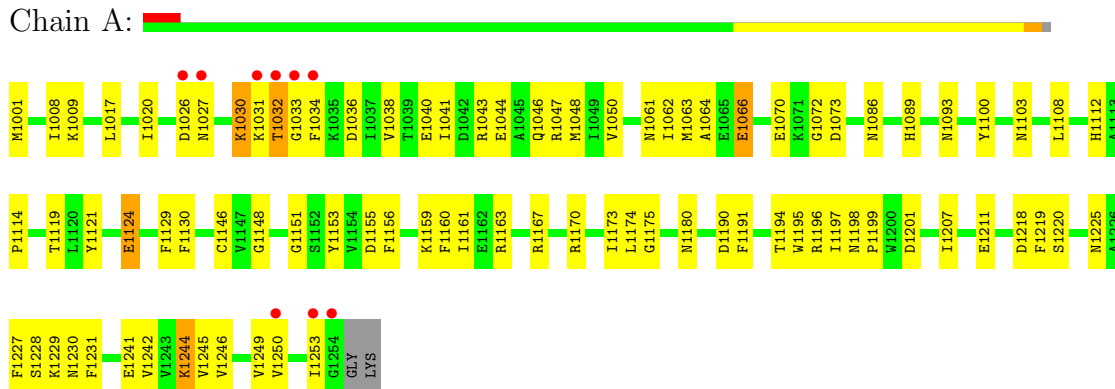 Chain A:
M1001 I1008 K1009 L1017 I1020 D1026 N1027 K1030 K1031 T1032 G1033 F1034 K1035 D1036 I1037 V1038 T1039 E1040 I1041 D1042 R1043 E1044 A1045 Q1046 R1047 M1048 I1049 V1050 N1061 I1062 M1063 A1064 E1065 E1066 E1070 K1071 G1072 D1073 N1086 H1089 N1093 Y1100 N1103 L1108 H1112 A1113
P1114 T1119 L1120 Y1121 E1124 F1129 F1130 G1146 V1147 G1148 G1151 S1152 Y1153 V1154 D1155 F1156 K1159 F1160 I1161 E1162 R1163 R1167 R1170 I1173 L1174 G1175 N1180 D1190 F1191 T1194 W1195 R1196 I1197 N1198 P1199 W1200 D1201 I1207 E1211 D1218 F1219 S1220 N1225 A1226
F1227 S1228 K1229 N1230 F1231 E1241 V1242 V1243 K1244 V1245 V1246 V1249 V1250 I1253 G1254 GLY LYS